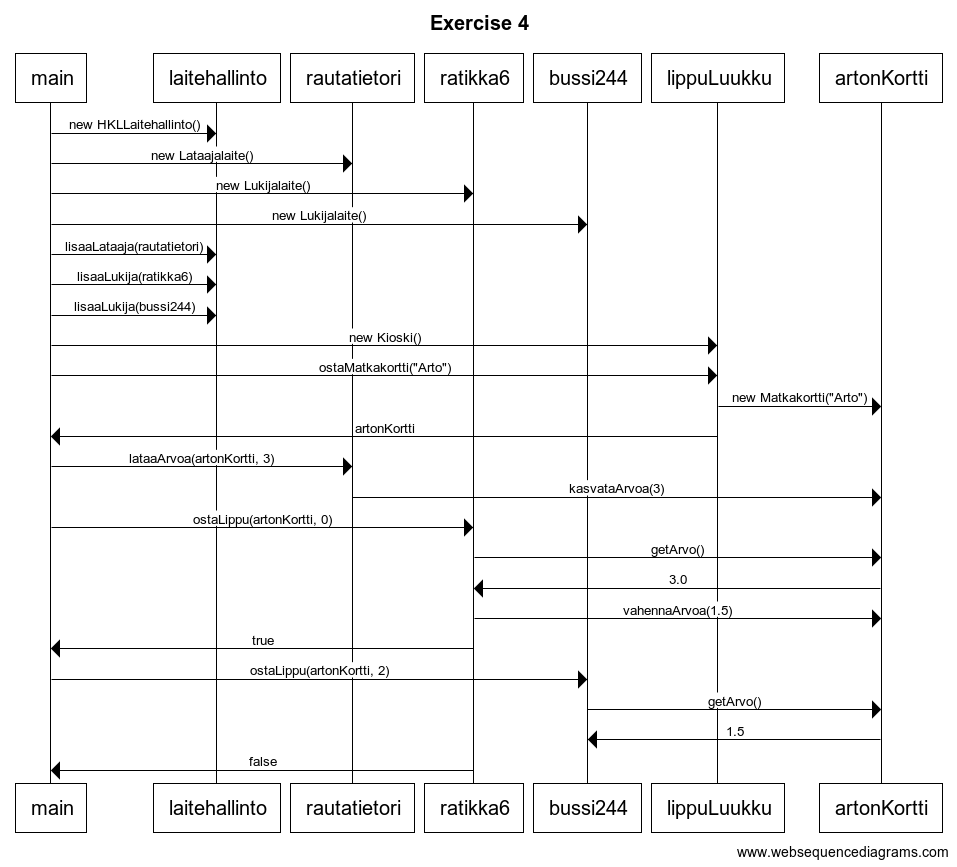 Exercise 4
main laitehallinto rautatietori ratikka6 bussi244 lippuLuukku artonKortti
new HKLLaitehallinto()
new Lataajalaite()
new Lukijalaite()
new Lukijalaite()
lisaaLataaja(rautatietori)
lisaaLukija(ratikka6)
lisaaLukija(bussi244)
new Kioski()
ostaMatkakortti("Arto")
new Matkakortti("Arto")
artonKortti
lataaArvoa(artonKortti, 3)
kasvataArvoa(3)
ostaLippu(artonKortti, 0)
getArvo()
3.0
vahennaArvoa(1.5)
true
ostaLippu(artonKortti, 2)
getArvo()
1.5
false
main laitehallinto rautatietori ratikka6 bussi244 lippuLuukku artonKortti
www.websequencediagrams.com